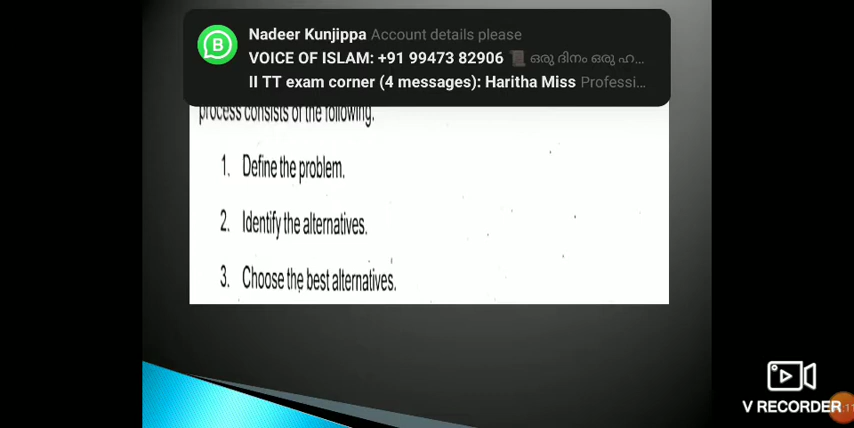 Nadeer Kunjippa Account details please
VOICE OF ISLAM: +91 99473 82906 📜 ഒരു ദിനം ഒരു ഹ...
II TT exam corner (4 messages): Haritha Miss Professi...
process consists of the following.
1. Define the problem.
2. Identify the alternatives.
3. Choose the best alternatives.
V RECORDER